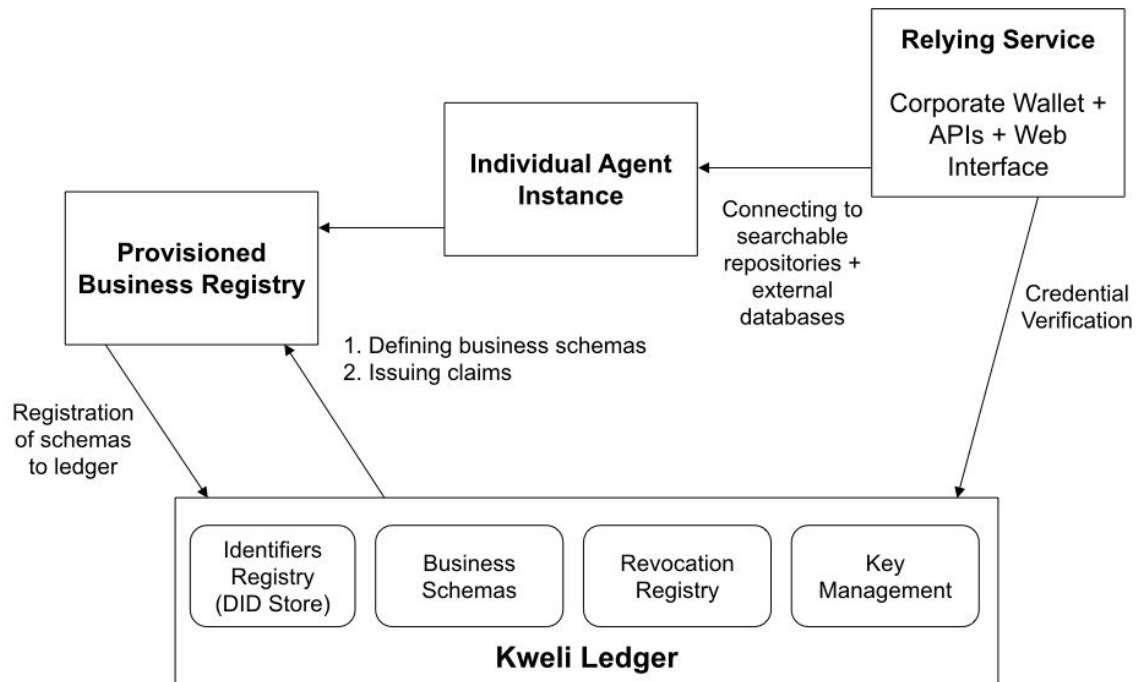 Relying Service
Corporate Wallet +
APIs + Web
Interface
Individual Agent
Instance
Provisioned
Business Registry
Connecting to
searchable
repositories +
external
databases
Credential
Verification
1. Defining business schemas
2. Issuing claims
Registration
of schemas
to ledger
Identifiers
Registry
(DID Store)
Business
Schemas
Revocation
Registry
Key
Management
Kweli Ledger